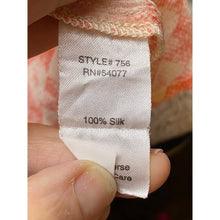 STYLE# 756
RN#54077
100% Silk
erse
Care